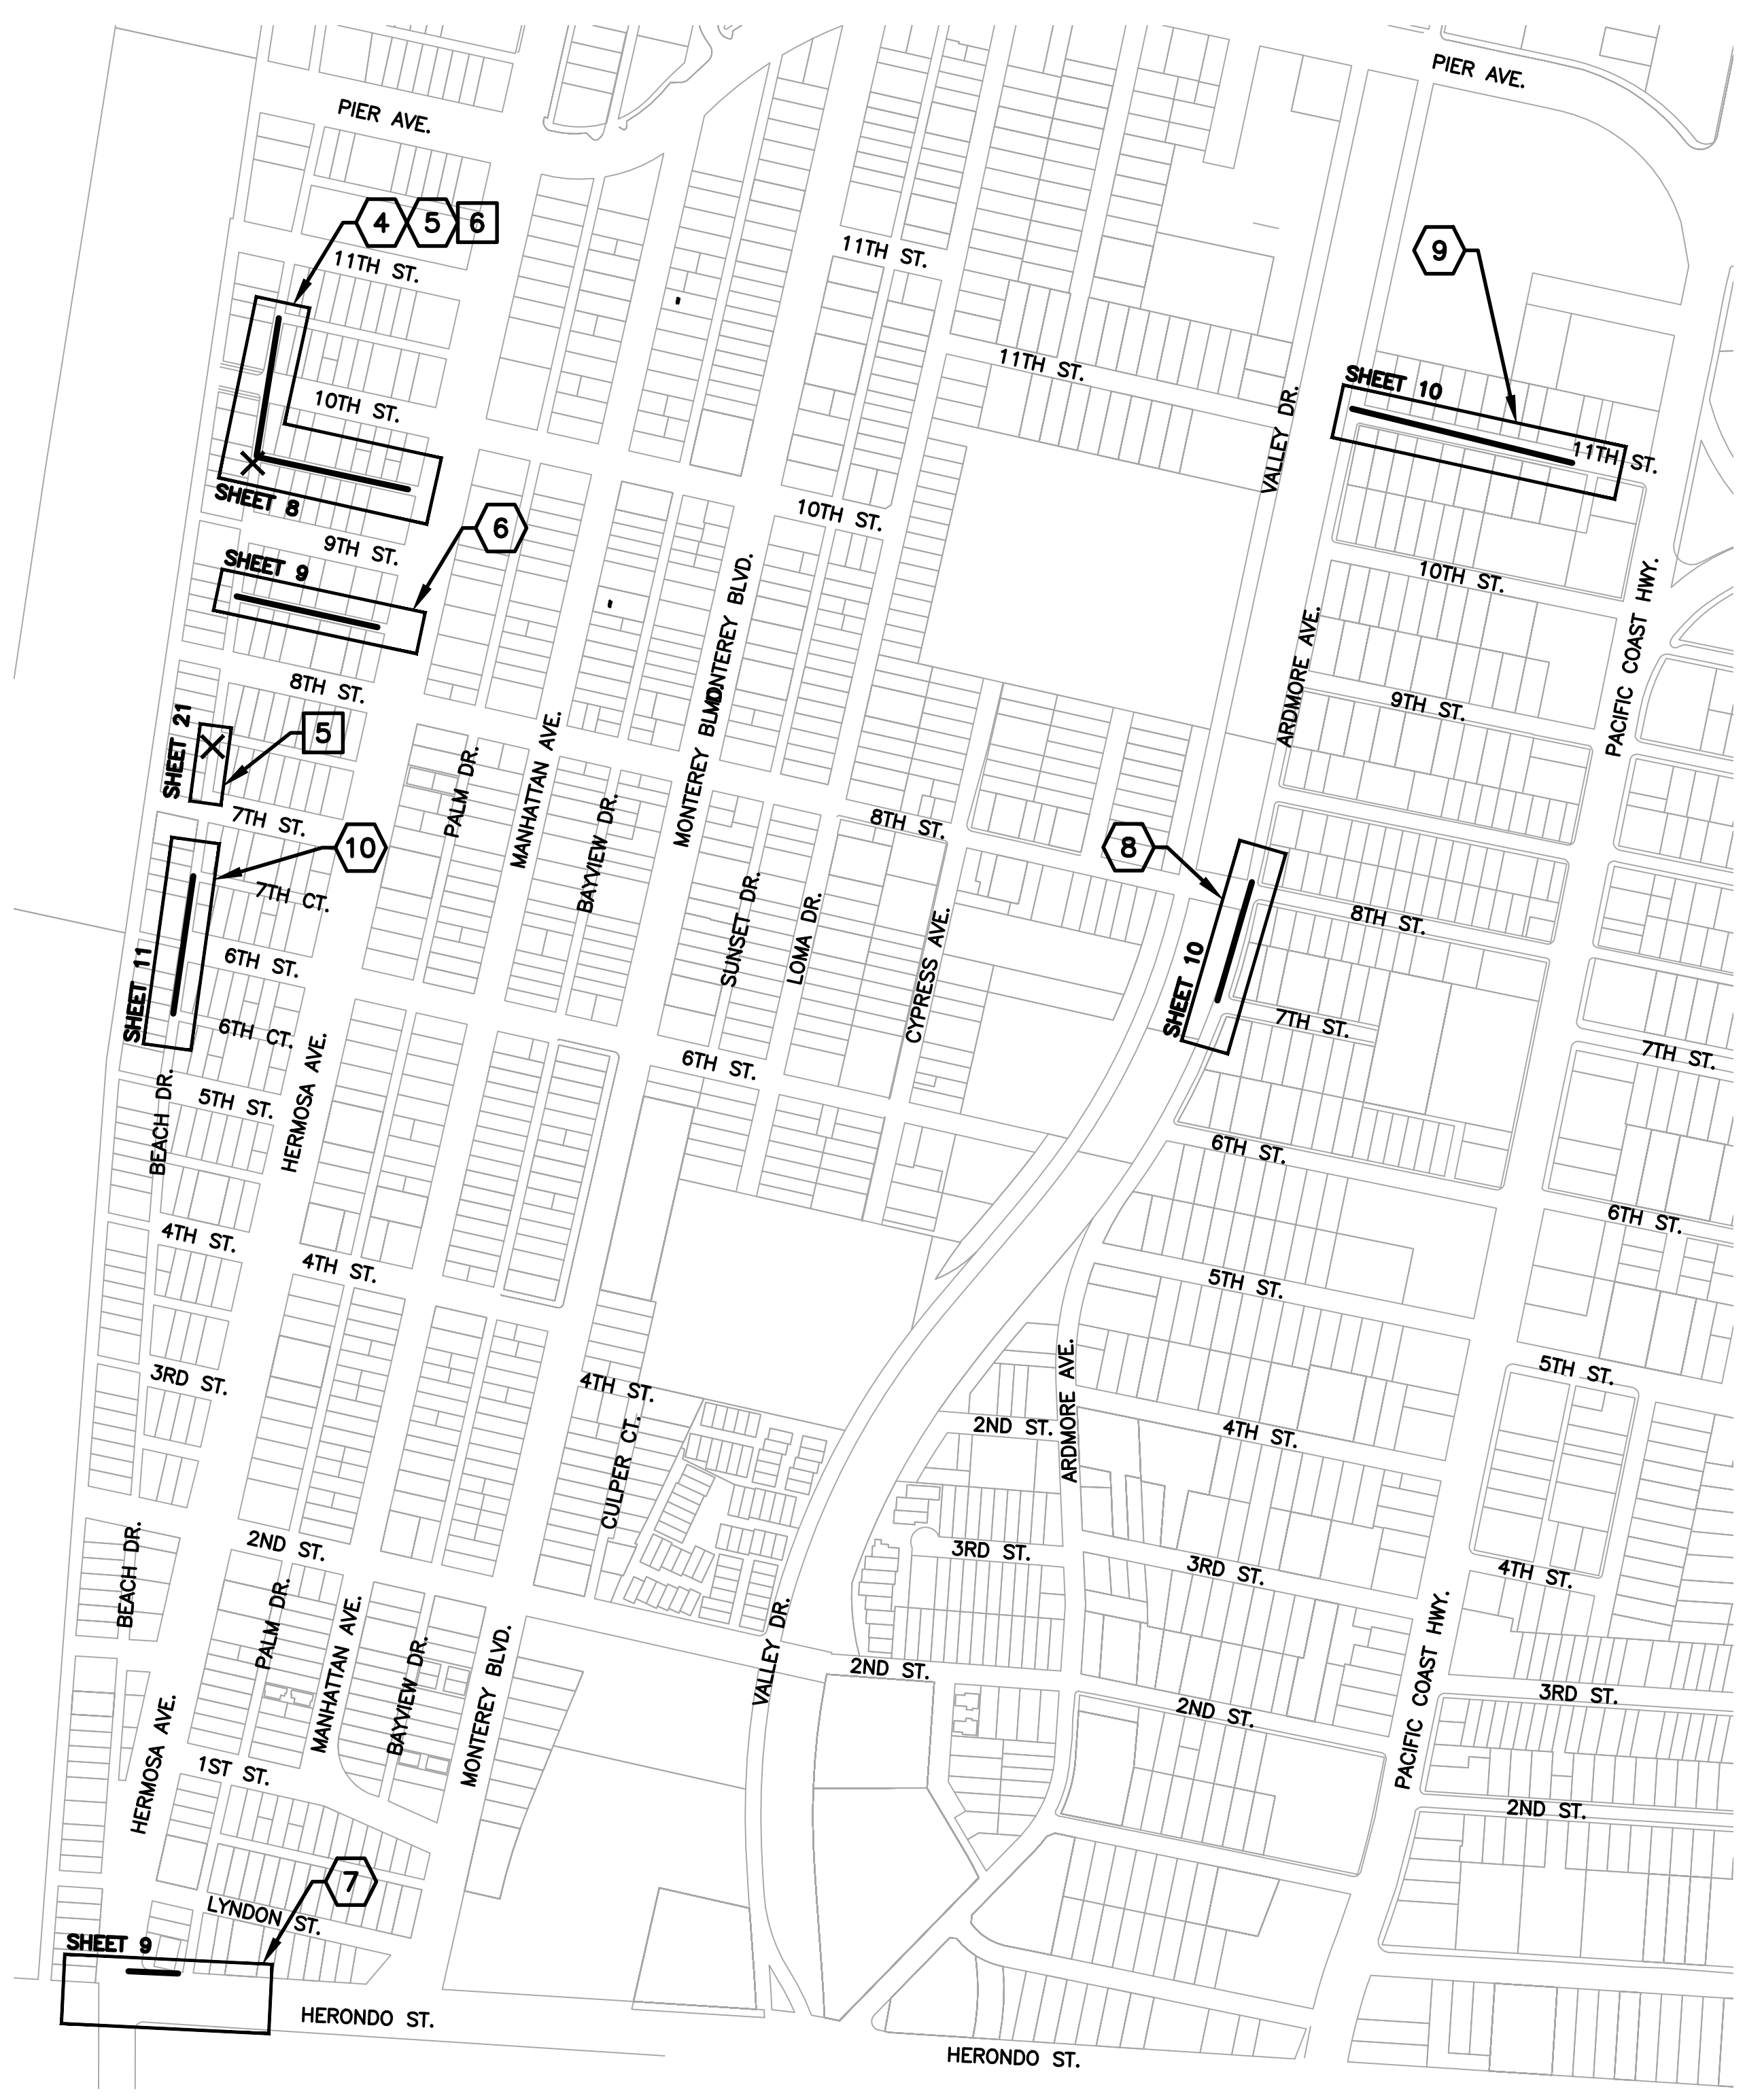 PIER AVE.
PIER AVE.
4 5 6
11TH ST.
11TH ST.
9
11TH ST.
SHEET 10
VALLEY DR.
10TH ST.
11TH ST.
SHEET 8
10TH ST.
6
9TH ST.
SHEET 9
MONTEREY BLVD.
10TH ST.
PACIFIC COAST HWY.
ARDMORE AVE.
8TH ST.
9TH ST.
SHEET 21
5
MONTEREY BLVD.
PALM DR.
MANHATTAN AVE.
BAYVIEW DR.
7TH ST.
8TH ST.
10
8
7TH CT.
SUNSET DR.
LOMA DR.
CYPRESS AVE.
8TH ST.
SHEET 11
6TH ST.
SHEET 10
6TH CT.
7TH ST.
7TH ST.
6TH ST.
HERMOSA AVE.
BEACH DR.
5TH ST.
6TH ST.
6TH ST.
4TH ST.
4TH ST.
5TH ST.
3RD ST.
4TH ST.
5TH ST.
ARDMORE AVE.
2ND ST.
4TH ST.
CULPER CT.
2ND ST.
BEACH DR.
3RD ST.
3RD ST.
4TH ST.
PALM DR.
MANHATTAN AVE.
BAYVIEW DR.
MONTEREY BLVD.
VALLEY DR.
2ND ST.
PACIFIC COAST HWY.
3RD ST.
2ND ST.
HERMOSA AVE.
1ST ST.
2ND ST.
7
LYNDON ST.
SHEET 9
HERONDO ST.
HERONDO ST.